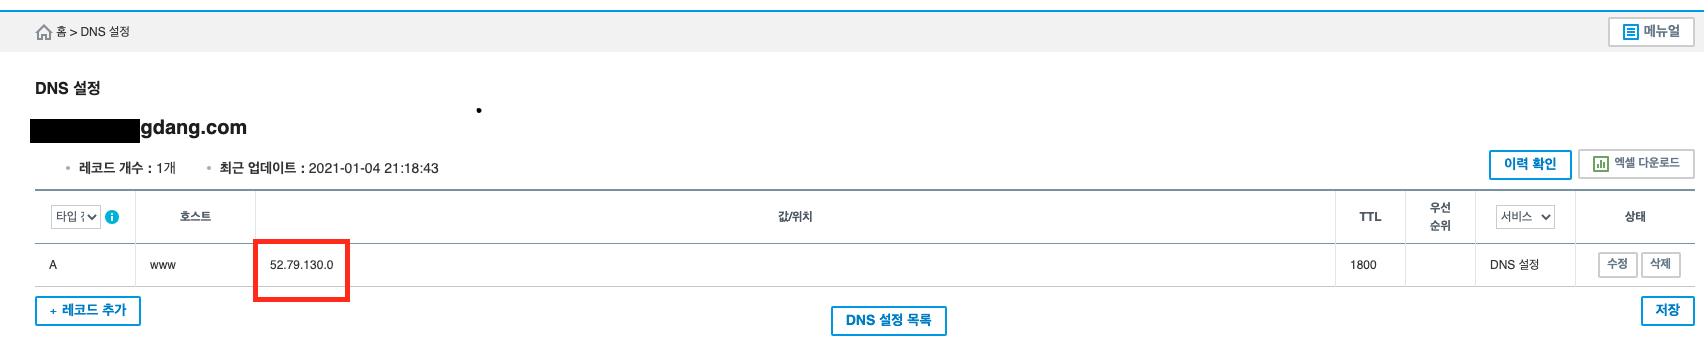 홈 > DNS 설정
메뉴얼
DNS 설정
gdang.com
• 레코드 개수 : 1개 • 최근 업데이트 : 2021-01-04 21:18:43
이력 확인 엑셀 다운로드
호스트 값/위치 TTL 우선 순위 서비스 상태
A www 52.79.130.0 1800 DNS 설정 수정 삭제
+ 레코드 추가 DNS 설정 목록 저장